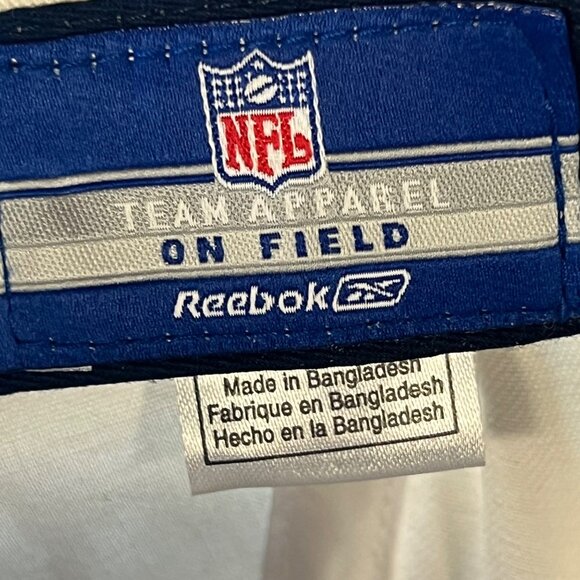 NFL
TEAM APPAREL
ON FIELD
Reebok
Made in Bangladesh
Fabrique en Bangladesh
Hecho en la Bangladesh